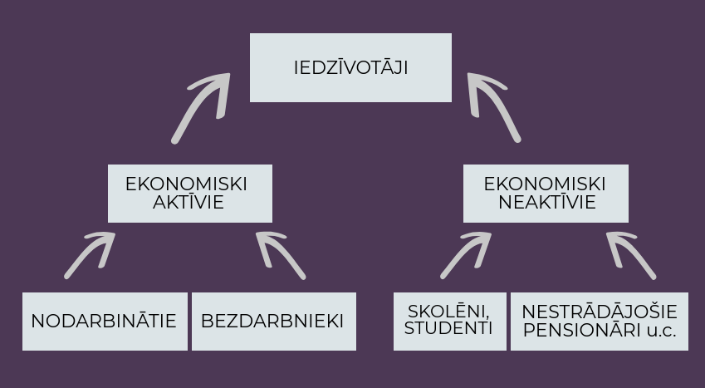 IEDZĪVOTĀJI
EKONOMISKI
AKTĪVIE
EKONOMISKI
NEAKTĪVIE
NODARBINĀTIE
BEZDARBNIEKI
SKOLĒNI,
STUDENTI
NESTRĀDĀJOŠIE
PENSIONĀRI u.c.